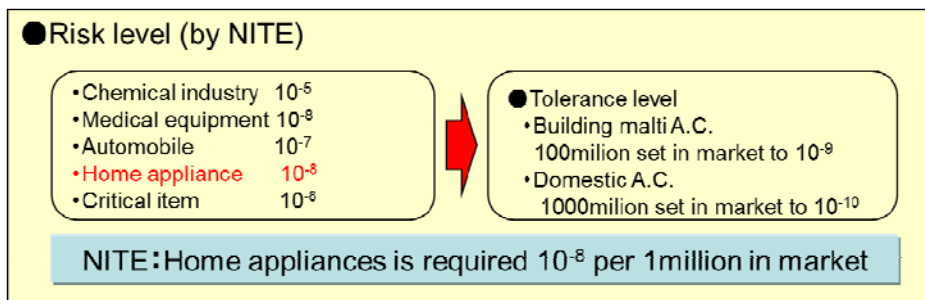 ●Risk level (by NITE)
•Chemical industry 10⁻⁵
•Medical equipment 10⁻⁸
•Automobile 10⁻⁷
•Home appliance 10⁻⁸
•Critical item 10⁻⁶
●Tolerance level
•Building malti A.C.
100milion set in market to 10⁻⁹
•Domestic A.C.
1000milion set in market to 10⁻¹⁰
NITE:Home appliances is required 10⁻⁸ per 1million in market